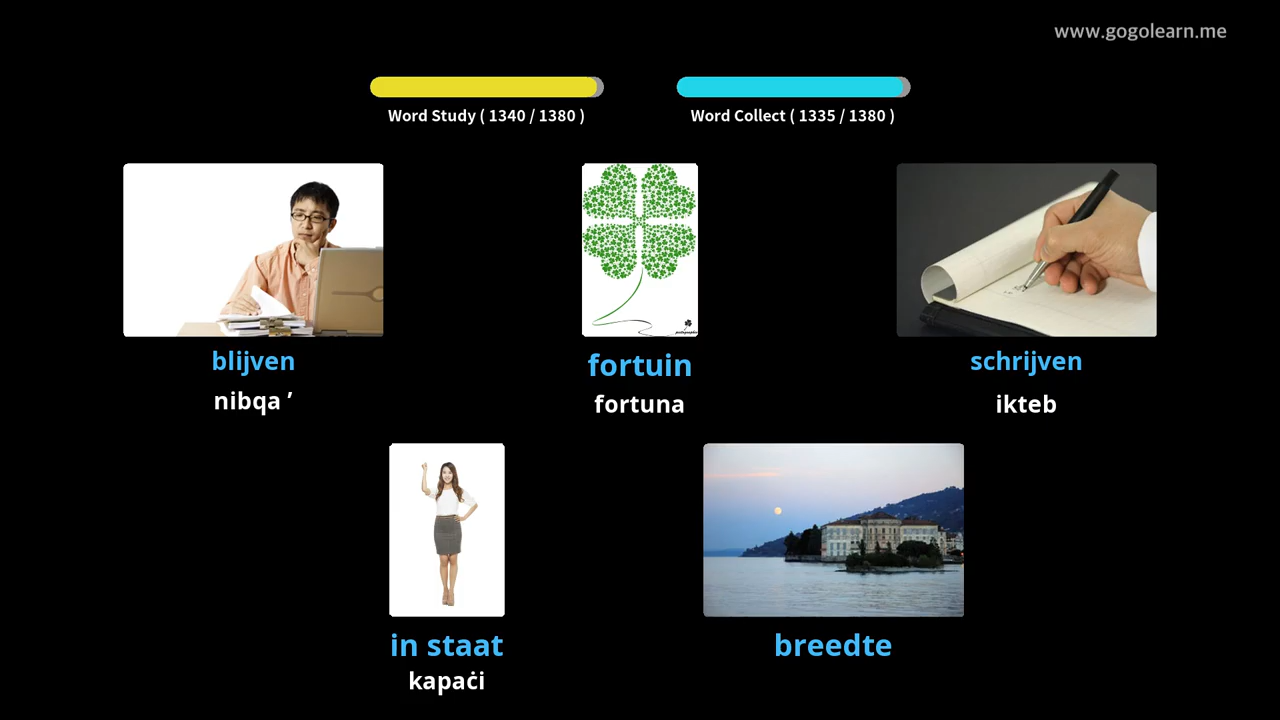 www.gogolearn.me
Word Study ( 1340 / 1380 )
Word Collect ( 1335 / 1380 )
blijven
nibqa ’
fortuin
fortuna
schrijven
ikteb
in staat
kapaċi
breedte